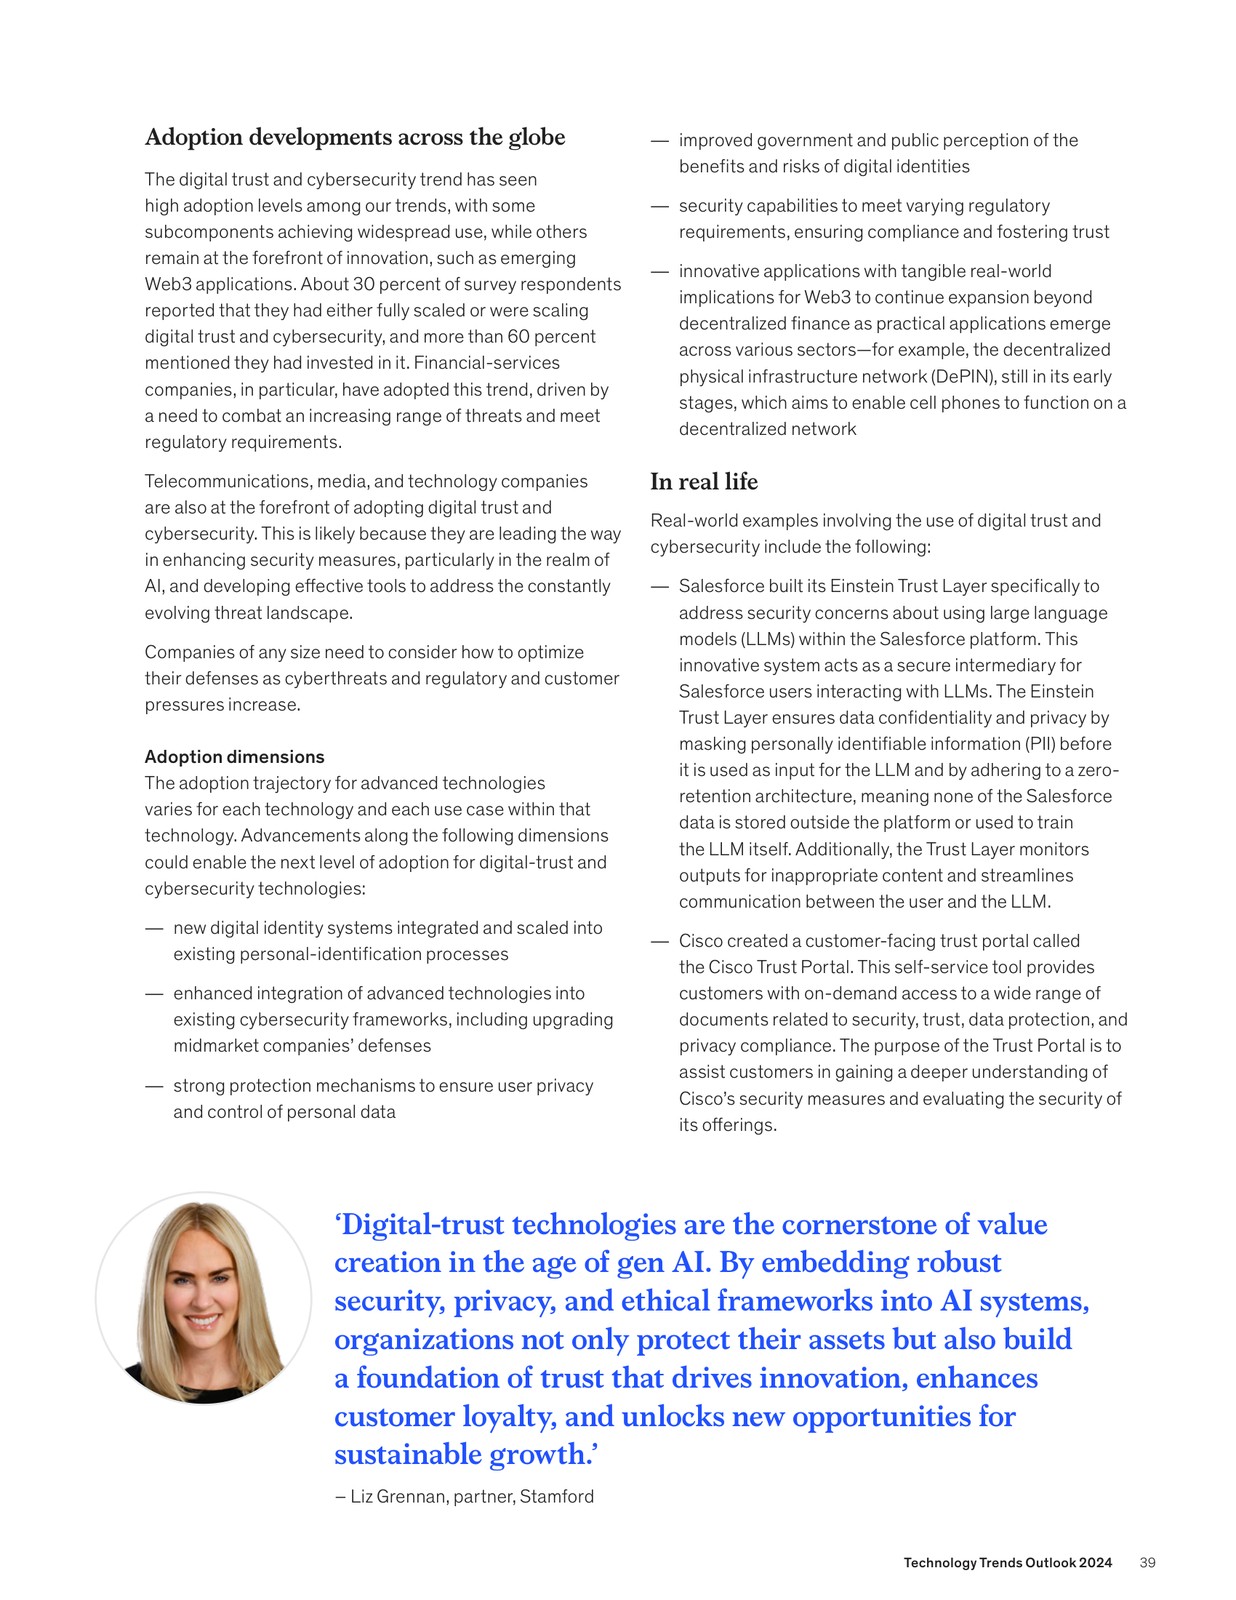 Adoption developments across the globe
The digital trust and cybersecurity trend has seen
high adoption levels among our trends, with some
subcomponents achieving widespread use, while others
remain at the forefront of innovation, such as emerging
Web3 applications. About 30 percent of survey respondents
reported that they had either fully scaled or were scaling
digital trust and cybersecurity, and more than 60 percent
mentioned they had invested in it. Financial-services
companies, in particular, have adopted this trend, driven by
a need to combat an increasing range of threats and meet
regulatory requirements.
Telecommunications, media, and technology companies
are also at the forefront of adopting digital trust and
cybersecurity. This is likely because they are leading the way
in enhancing security measures, particularly in the realm of
AI, and developing effective tools to address the constantly
evolving threat landscape.
Companies of any size need to consider how to optimize
their defenses as cyberthreats and regulatory and customer
pressures increase.
Adoption dimensions
The adoption trajectory for advanced technologies
varies for each technology and each use case within that
technology. Advancements along the following dimensions
could enable the next level of adoption for digital-trust and
cybersecurity technologies:
— new digital identity systems integrated and scaled into
existing personal-identification processes
— enhanced integration of advanced technologies into
existing cybersecurity frameworks, including upgrading
midmarket companies’ defenses
— strong protection mechanisms to ensure user privacy
and control of personal data
— improved government and public perception of the
benefits and risks of digital identities
— security capabilities to meet varying regulatory
requirements, ensuring compliance and fostering trust
— innovative applications with tangible real-world
implications for Web3 to continue expansion beyond
decentralized finance as practical applications emerge
across various sectors—for example, the decentralized
physical infrastructure network (DePIN), still in its early
stages, which aims to enable cell phones to function on a
decentralized network
In real life
Real-world examples involving the use of digital trust and
cybersecurity include the following:
— Salesforce built its Einstein Trust Layer specifically to
address security concerns about using large language
models (LLMs) within the Salesforce platform. This
innovative system acts as a secure intermediary for
Salesforce users interacting with LLMs. The Einstein
Trust Layer ensures data confidentiality and privacy by
masking personally identifiable information (PII) before
it is used as input for the LLM and by adhering to a zero-
retention architecture, meaning none of the Salesforce
data is stored outside the platform or used to train
the LLM itself. Additionally, the Trust Layer monitors
outputs for inappropriate content and streamlines
communication between the user and the LLM.
— Cisco created a customer-facing trust portal called
the Cisco Trust Portal. This self-service tool provides
customers with on-demand access to a wide range of
documents related to security, trust, data protection, and
privacy compliance. The purpose of the Trust Portal is to
assist customers in gaining a deeper understanding of
Cisco’s security measures and evaluating the security of
its offerings.
‘Digital-trust technologies are the cornerstone of value
creation in the age of gen AI. By embedding robust
security, privacy, and ethical frameworks into AI systems,
organizations not only protect their assets but also build
a foundation of trust that drives innovation, enhances
customer loyalty, and unlocks new opportunities for
sustainable growth.’
– Liz Grennan, partner, Stamford
Technology Trends Outlook 2024 39